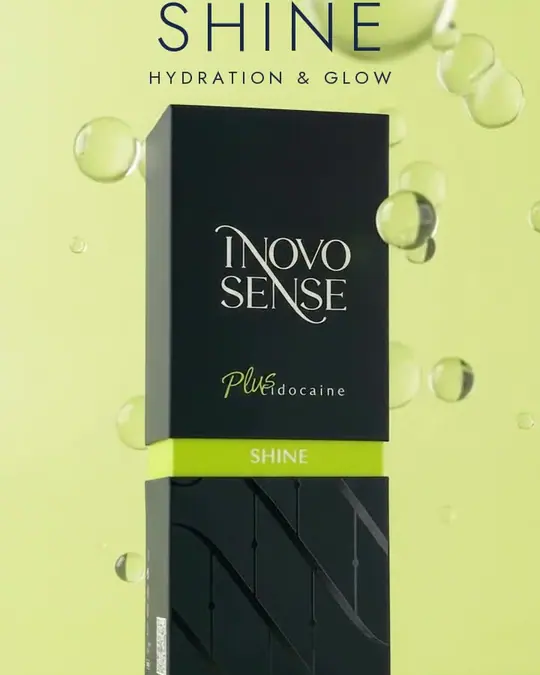 SHINE
HYDRATION & GLOW
INOVO
SENSE
Plus Lidocaine
SHINE